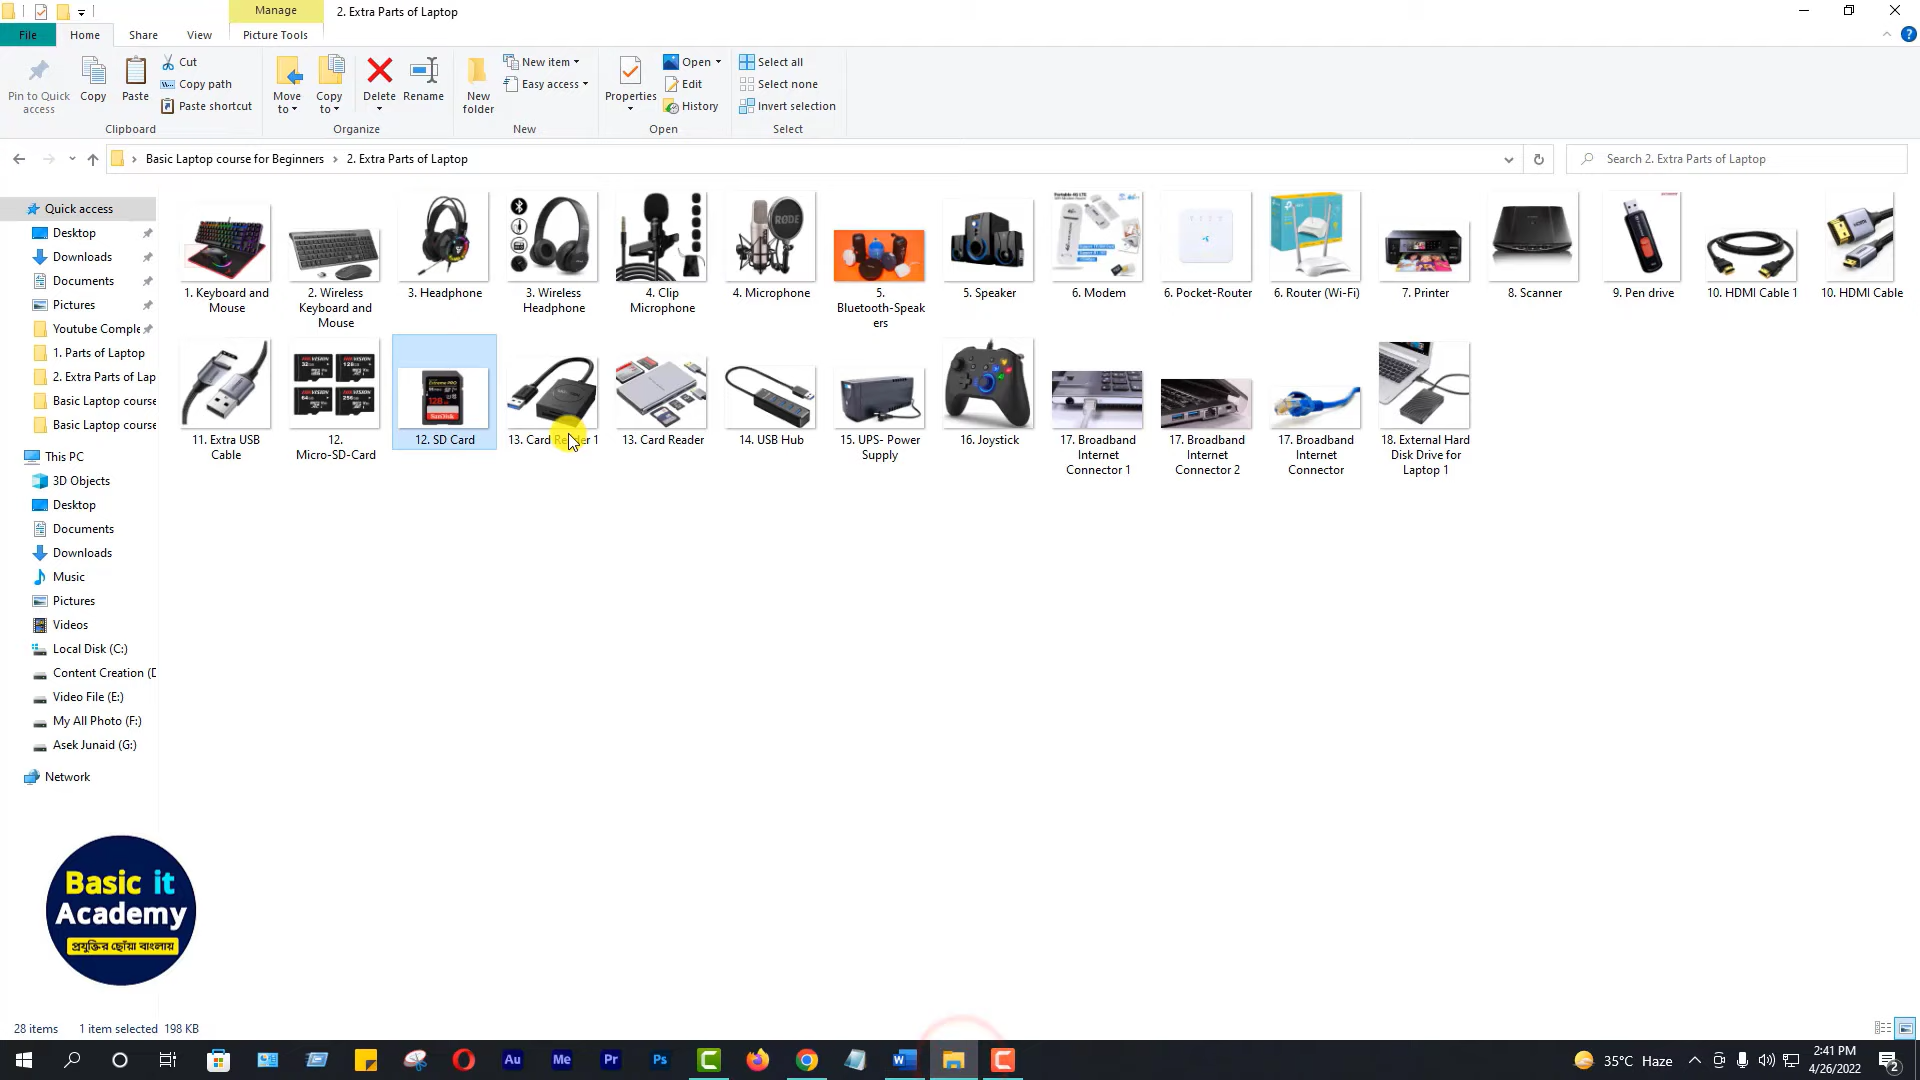 Manage
2. Extra Parts of Laptop
File
Home
Share
View
Picture Tools
Pin to Quick access
Copy
Paste
Cut
Copy path
Paste shortcut
Move to
Copy to
Delete
Rename
New folder
New item
Easy access
Properties
Open
Edit
History
Select all
Select none
Invert selection
Clipboard
Organize
New
Open
Select
Basic Laptop course for Beginners
2. Extra Parts of Laptop
Search 2. Extra Parts of Laptop
Quick access
Desktop
Downloads
Documents
Pictures
Youtube Comple
1. Parts of Laptop
2. Extra Parts of Lap
Basic Laptop course
Basic Laptop course
This PC
3D Objects
Desktop
Documents
Downloads
Music
Pictures
Videos
Local Disk (C:)
Content Creation (D
Video File (E:)
My All Photo (F:)
Asek Junaid (G:)
Network
1. Keyboard and Mouse
2. Wireless Keyboard and Mouse
3. Headphone
3. Wireless Headphone
4. Clip Microphone
4. Microphone
5. Bluetooth-Speakers
5. Speaker
6. Modem
6. Pocket-Router
6. Router (Wi-Fi)
7. Printer
8. Scanner
9. Pen drive
10. HDMI Cable 1
10. HDMI Cable
11. Extra USB Cable
12. Micro-SD-Card
12. SD Card
13. Card Reader 1
13. Card Reader
14. USB Hub
15. UPS- Power Supply
16. Joystick
17. Broadband Internet Connector 1
17. Broadband Internet Connector 2
17. Broadband Internet Connector
18. External Hard Disk Drive for Laptop 1
RODE
Basic it
Academy
প্রযুক্তির ছোঁয়া বাংলায়
28 items
1 item selected 198 KB
Au
Me
Pr
Ps
35°C Haze
2:41 PM
4/26/2022
2